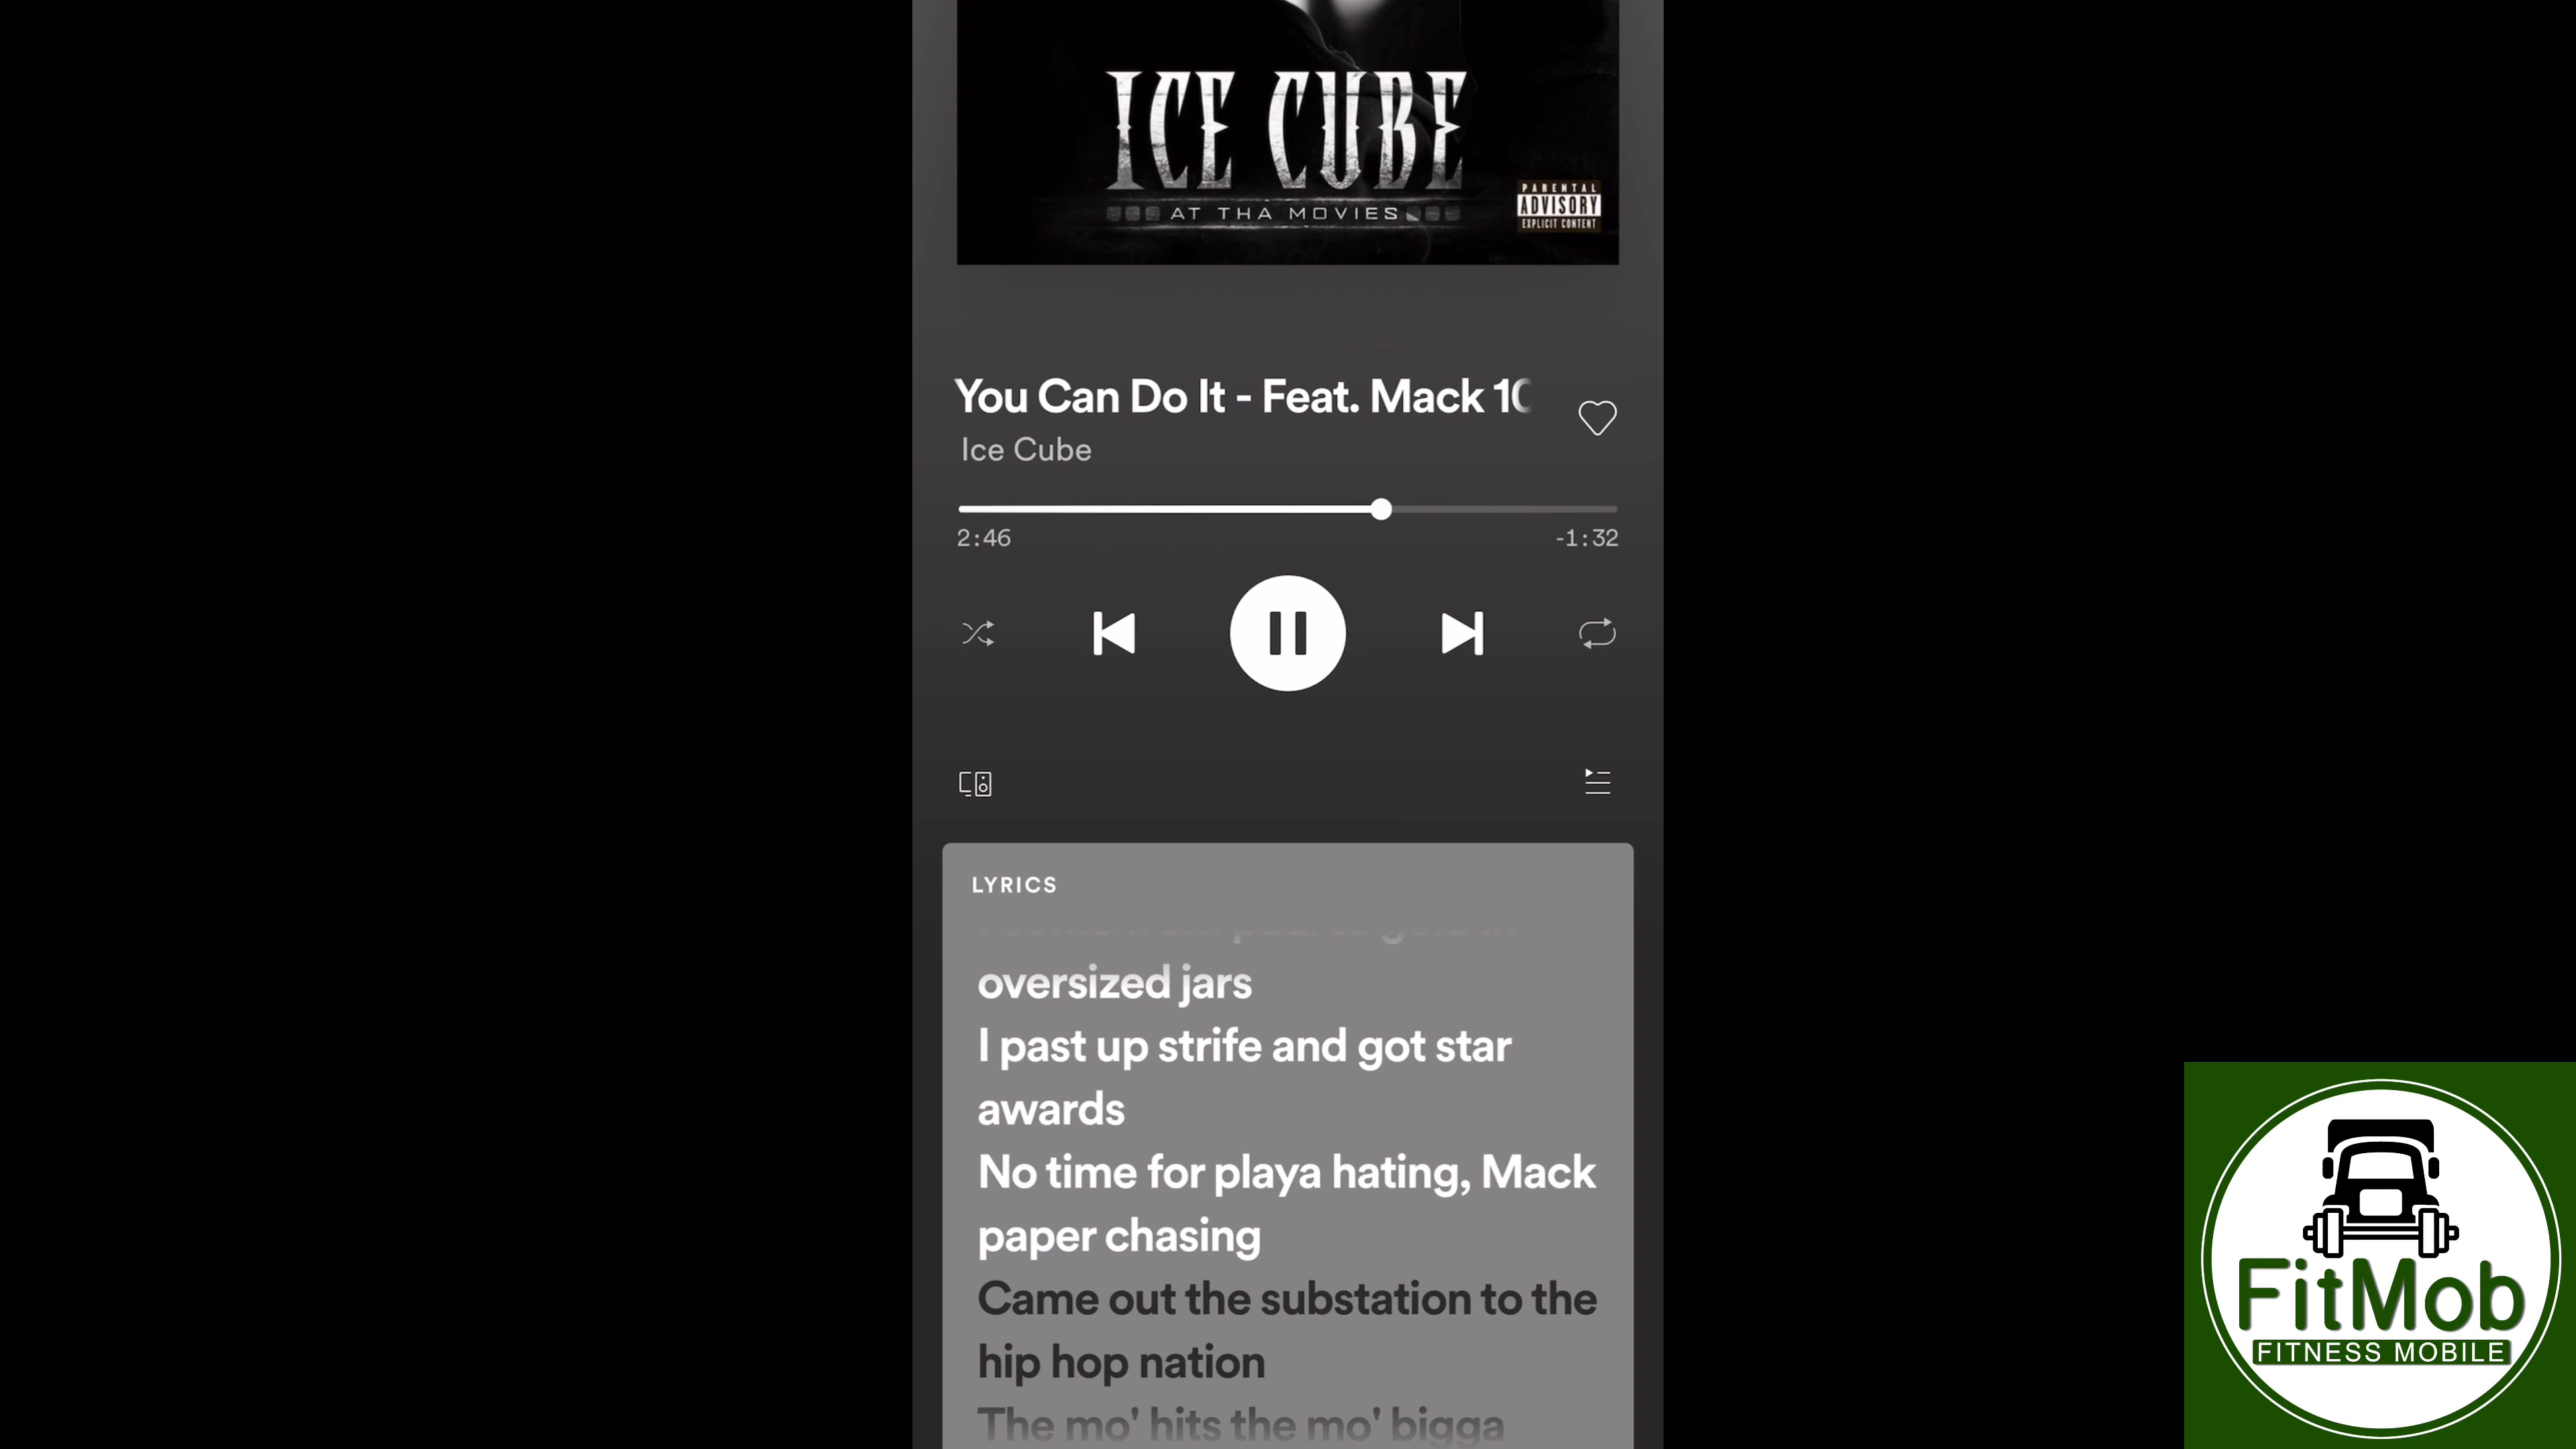 ICE CUBE
AT THA MOVIES
PARENTAL
ADVISORY
EXPLICIT CONTENT
You Can Do It - Feat. Mack 10
Ice Cube
2:46
-1:32
LYRICS
oversized jars
I past up strife and got star
awards
No time for playa hating, Mack
paper chasing
Came out the substation to the
hip hop nation
The mo' hits the mo' bigga
FitMob
FITNESS MOBILE